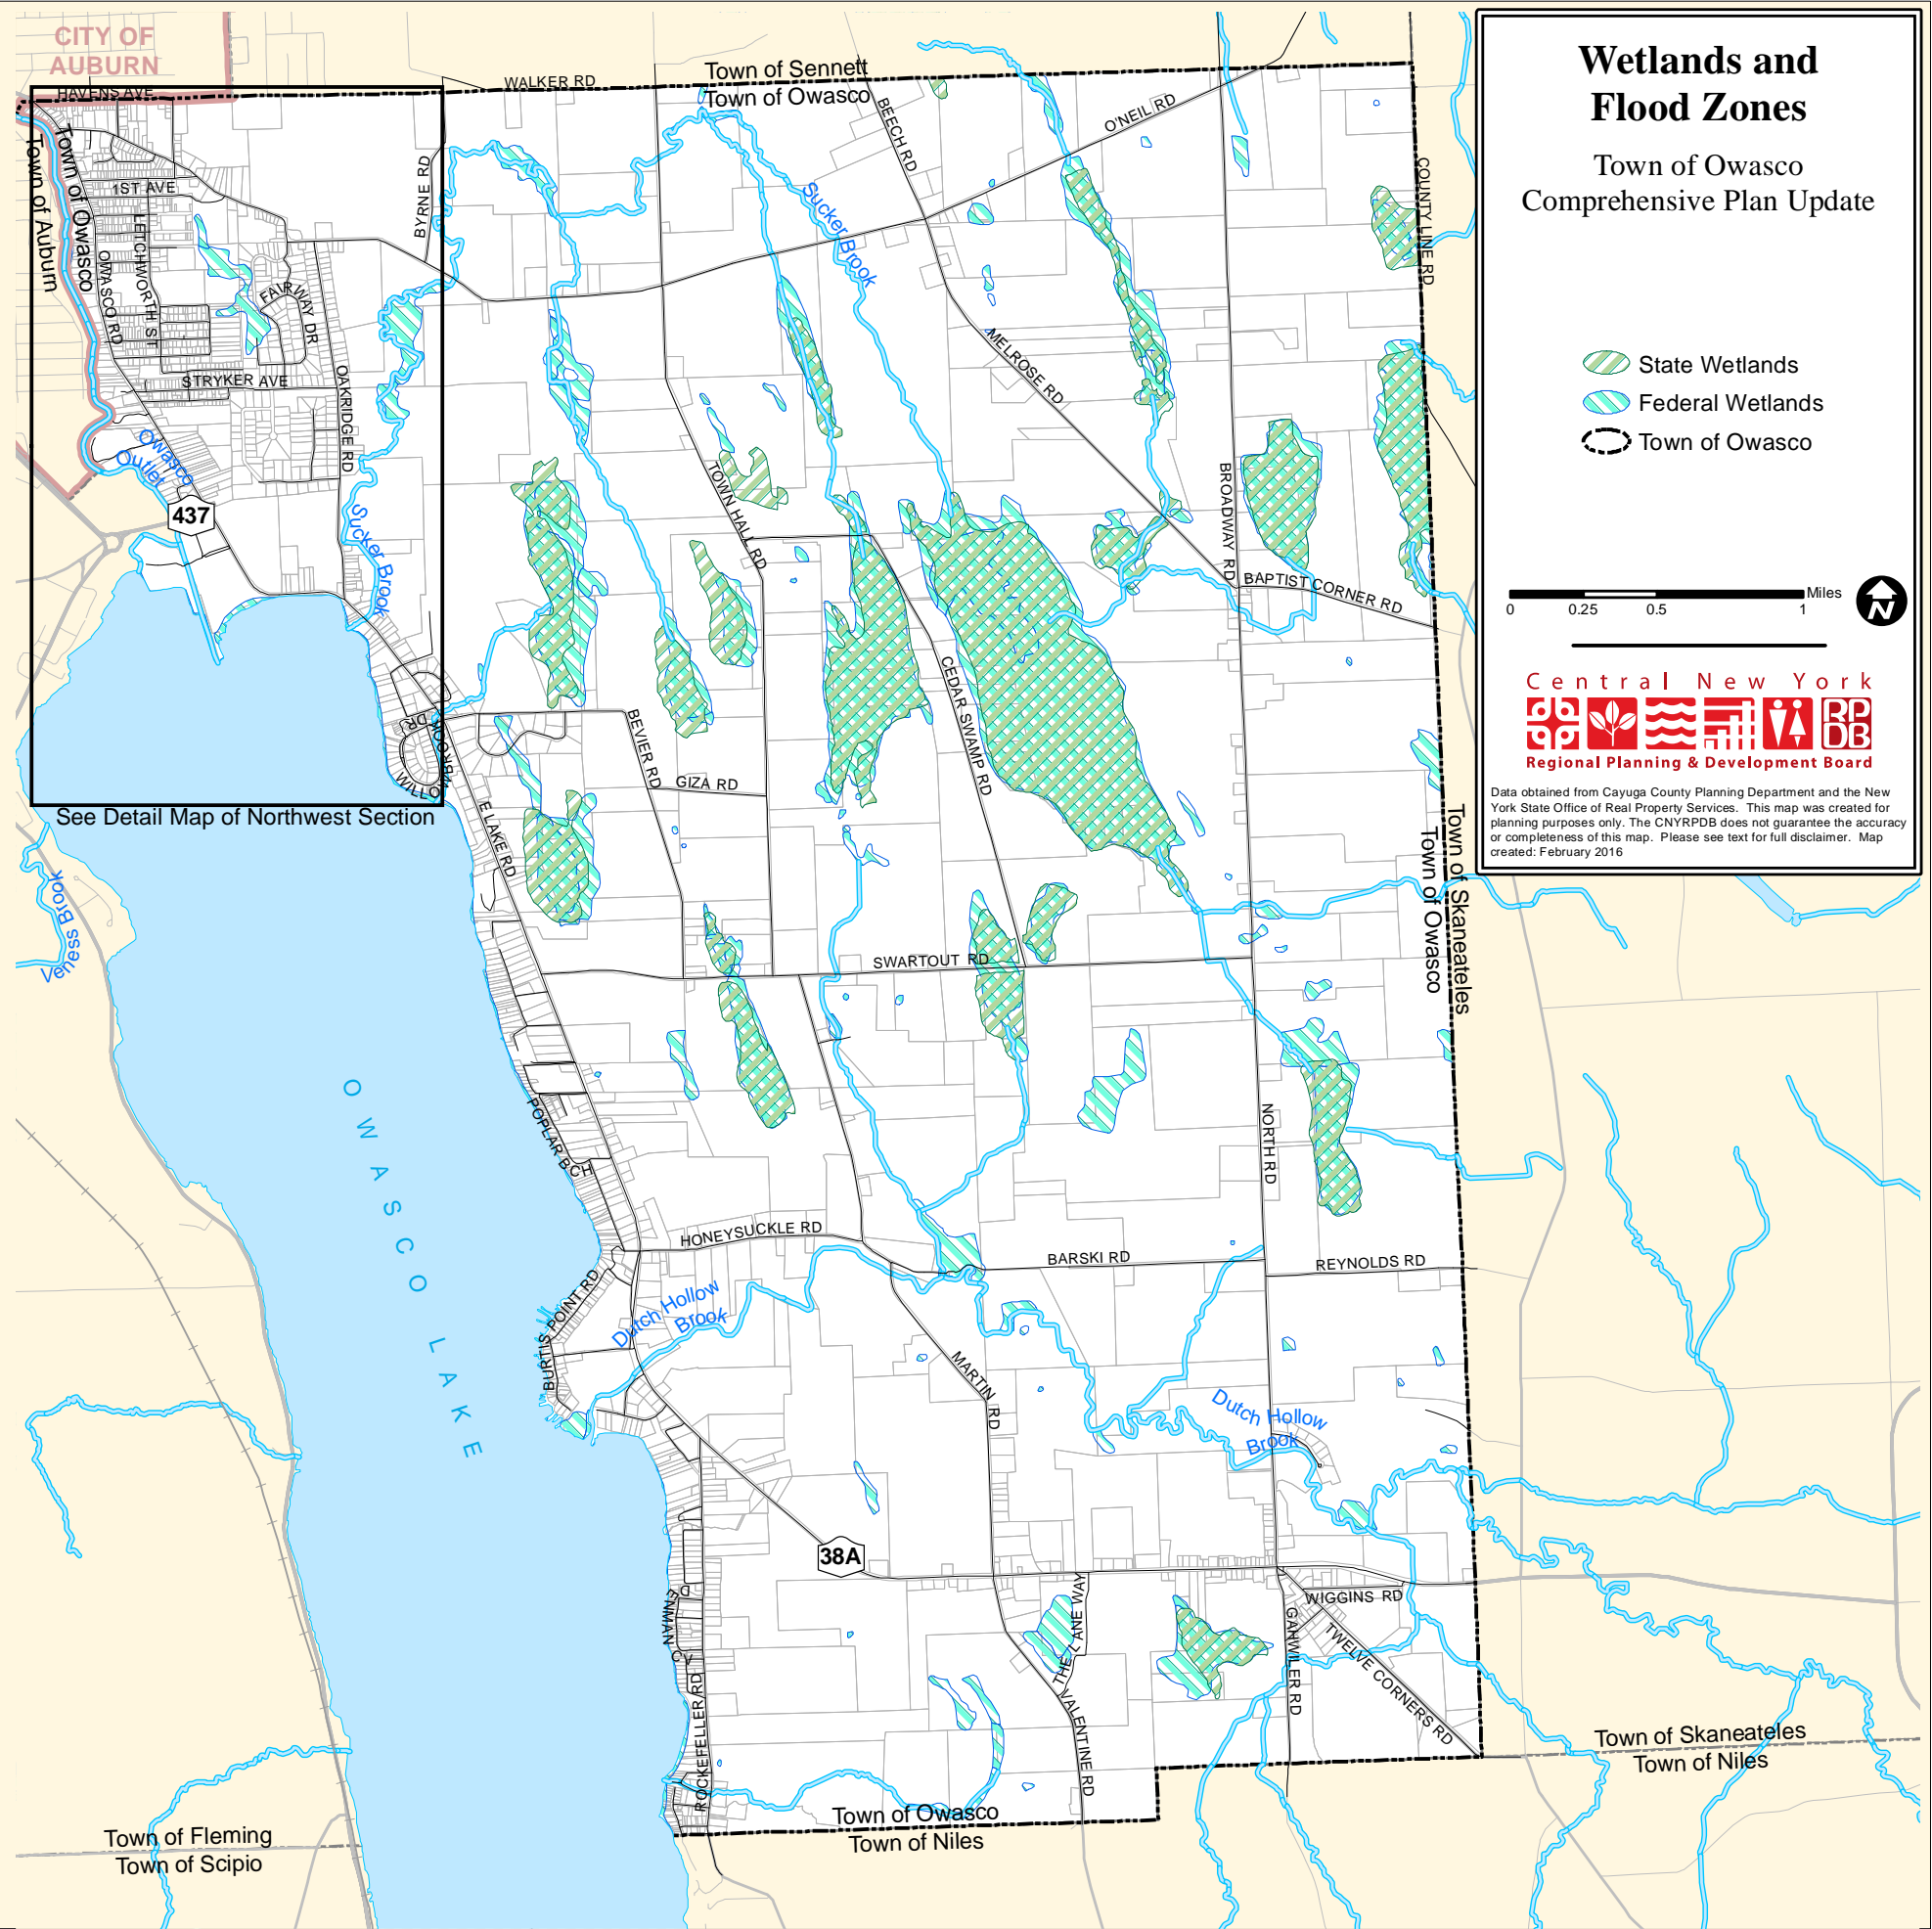 CITY OF
AUBURN
HAVENS AVE
WALKER RD
Town of Sennett
Town of Owasco
BEECH RD
O'NEIL RD
COUNTY LINE RD
Town of Owasco
Town of Auburn
1ST AVE
LETCHWORTH ST
OWASCO RD
FAIRWAY DR
STRYKER AVE
OAKRIDGE RD
BYRNE RD
Sucker Brook
MELROSE RD
Owasco
Outlet
437
Sucker Brook
TOWN HALL RD
BROADWAY RD
BAPTIST CORNER RD
CEDAR SWAMP RD
WILLOWBROOK
DR
BEVIER RD
GIZA RD
E LAKE RD
See Detail Map of Northwest Section
Veness Brook
SWARTOUT RD
Town of Skaneateles
Town of Owasco
OWASCO LAKE
POPLAR BCH
NORTH RD
HONEYSUCKLE RD
BARSKI RD
REYNOLDS RD
BURTIS POINT RD
Dutch Hollow
Brook
MARTIN RD
Dutch Hollow
Brook
38A
DENMAN CV
THE LANE WAY
WIGGINS RD
GAHWILER RD
TWELVE CORNERS RD
ROCKEFELLER RD
VALENTINE RD
Town of Skaneateles
Town of Niles
Town of Owasco
Town of Niles
Town of Fleming
Town of Scipio
Wetlands and
Flood Zones
Town of Owasco
Comprehensive Plan Update
State Wetlands
Federal Wetlands
Town of Owasco
Miles
0 0.25 0.5 1
N
Central New York
RP
DB
Regional Planning & Development Board
Data obtained from Cayuga County Planning Department and the New
York State Office of Real Property Services. This map was created for
planning purposes only. The CNYRPDB does not guarantee the accuracy
or completeness of this map. Please see text for full disclaimer. Map
created: February 2016